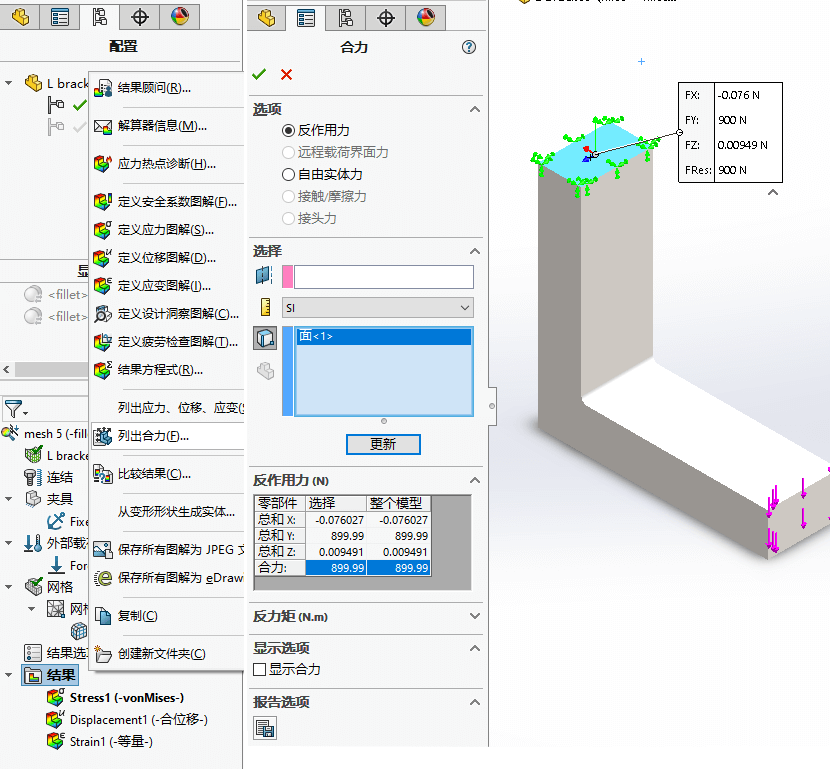 配置
L brack
显
<fillet>
<fillet>
mesh 5 (-fill
L bracke
连结
夹具
Fixe
外部载
For
网格
网格
结果选
结果
Stress1 (-vonMises-)
Displacement1 (-合位移-)
Strain1 (-等量-)
结果顾问(R)...
解算器信息(M)...
应力热点诊断(H)...
定义安全系数图解(F)...
定义应力图解(S)...
定义位移图解(D)...
定义应变图解(I)...
定义设计洞察图解(C)...
定义疲劳检查图解(T)...
结果方程式(R)...
列出应力、位移、应变(S
列出合力(F)...
比较结果(C)...
从变形形状生成实体...
保存所有图解为 JPEG 文
保存所有图解为 eDraw
复制(C)
创建新文件夹(C)
合力
选项
反作用力
远程载荷界面力
自由实体力
接触/摩擦力
接头力
选择
SI
面<1>
更新
反作用力 (N)
零部件 选择 整个模型
总和 X: -0.076027 -0.076027
总和 Y: 899.99 899.99
总和 Z: 0.009491 0.009491
合力: 899.99 899.99
反力矩 (N.m)
显示选项
显示合力
报告选项
FX: -0.076 N
FY: 900 N
FZ: 0.00949 N
FRes: 900 N